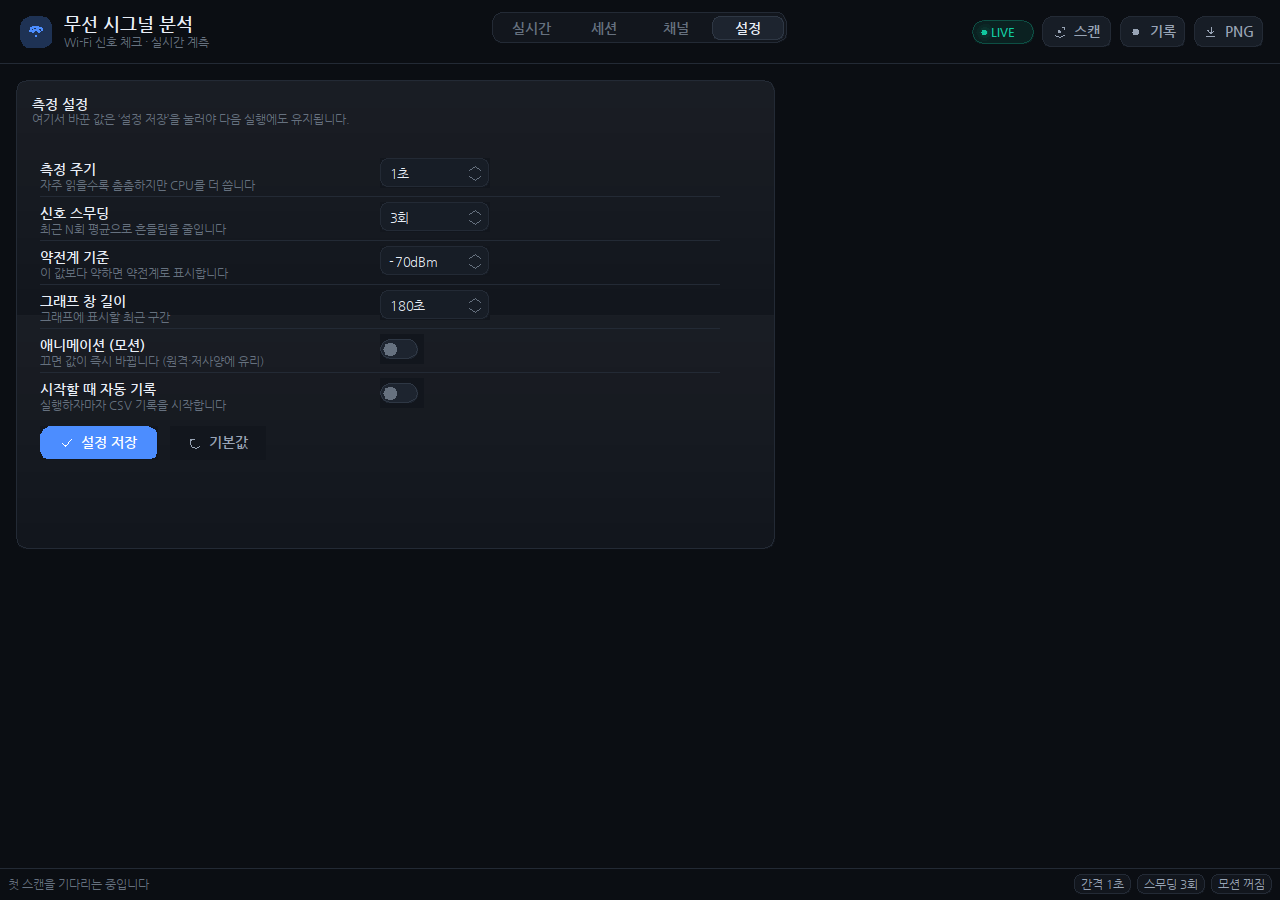 무선 시그널 분석
Wi-Fi 신호 체크 · 실시간 계측
실시간
세션
채널
설정
LIVE
스캔
기록
PNG
측정 설정
여기서 바꾼 값은 '설정 저장'을 눌러야 다음 실행에도 유지됩니다.
측정 주기
자주 읽을수록 촘촘하지만 CPU를 더 씁니다
1초
신호 스무딩
최근 N회 평균으로 흔들림을 줄입니다
3회
약전계 기준
이 값보다 약하면 약전계로 표시합니다
-70dBm
그래프 창 길이
그래프에 표시할 최근 구간
180초
애니메이션 (모션)
끄면 값이 즉시 바뀝니다 (원격·저사양에 유리)
시작할 때 자동 기록
실행하자마자 CSV 기록을 시작합니다
설정 저장
기본값
첫 스캔을 기다리는 중입니다
간격 1초
스무딩 3회
모션 꺼짐